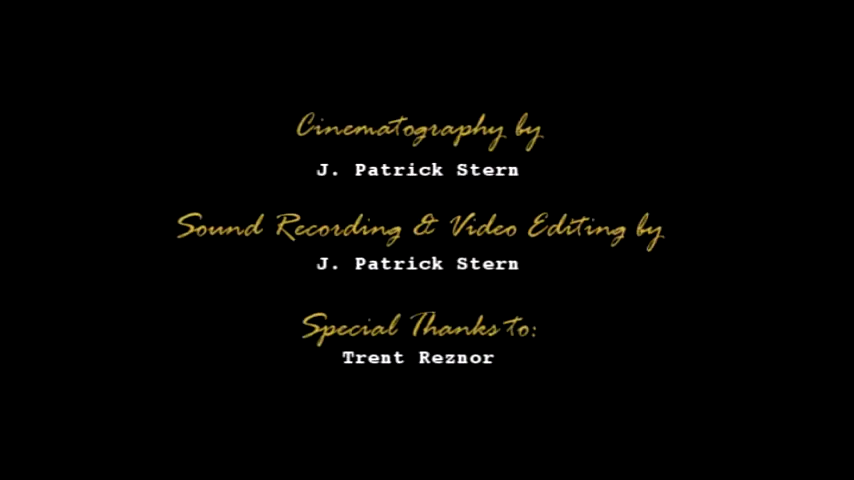 Cinematography by
J. Patrick Stern
Sound Recording & Video Editing by
J. Patrick Stern
Special Thanks to:
Trent Reznor